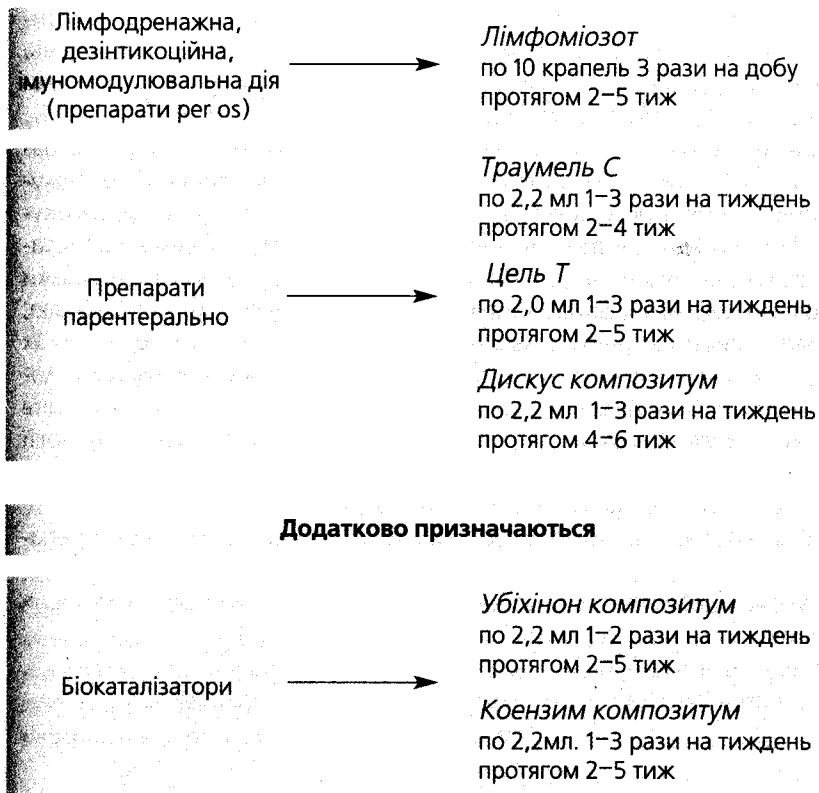 Лімфодренажна,
дезінтикоційна,
імуномодулювальна дія
(препарати per os)
Лімфоміозот
по 10 крапель 3 рази на добу
протягом 2–5 тиж
Препарати
парентерально
Траумель С
по 2,2 мл 1–3 рази на тиждень
протягом 2–4 тиж
Цель Т
по 2,0 мл 1–3 рази на тиждень
протягом 2–5 тиж
Дискус композитум
по 2,2 мл 1–3 рази на тиждень
протягом 4–6 тиж
Додатково призначаються
Біокаталізатори
Убіхінон композитум
по 2,2 мл 1–2 рази на тиждень
протягом 2–5 тиж
Коензим композитум
по 2,2мл. 1–3 рази на тиждень
протягом 2–5 тиж